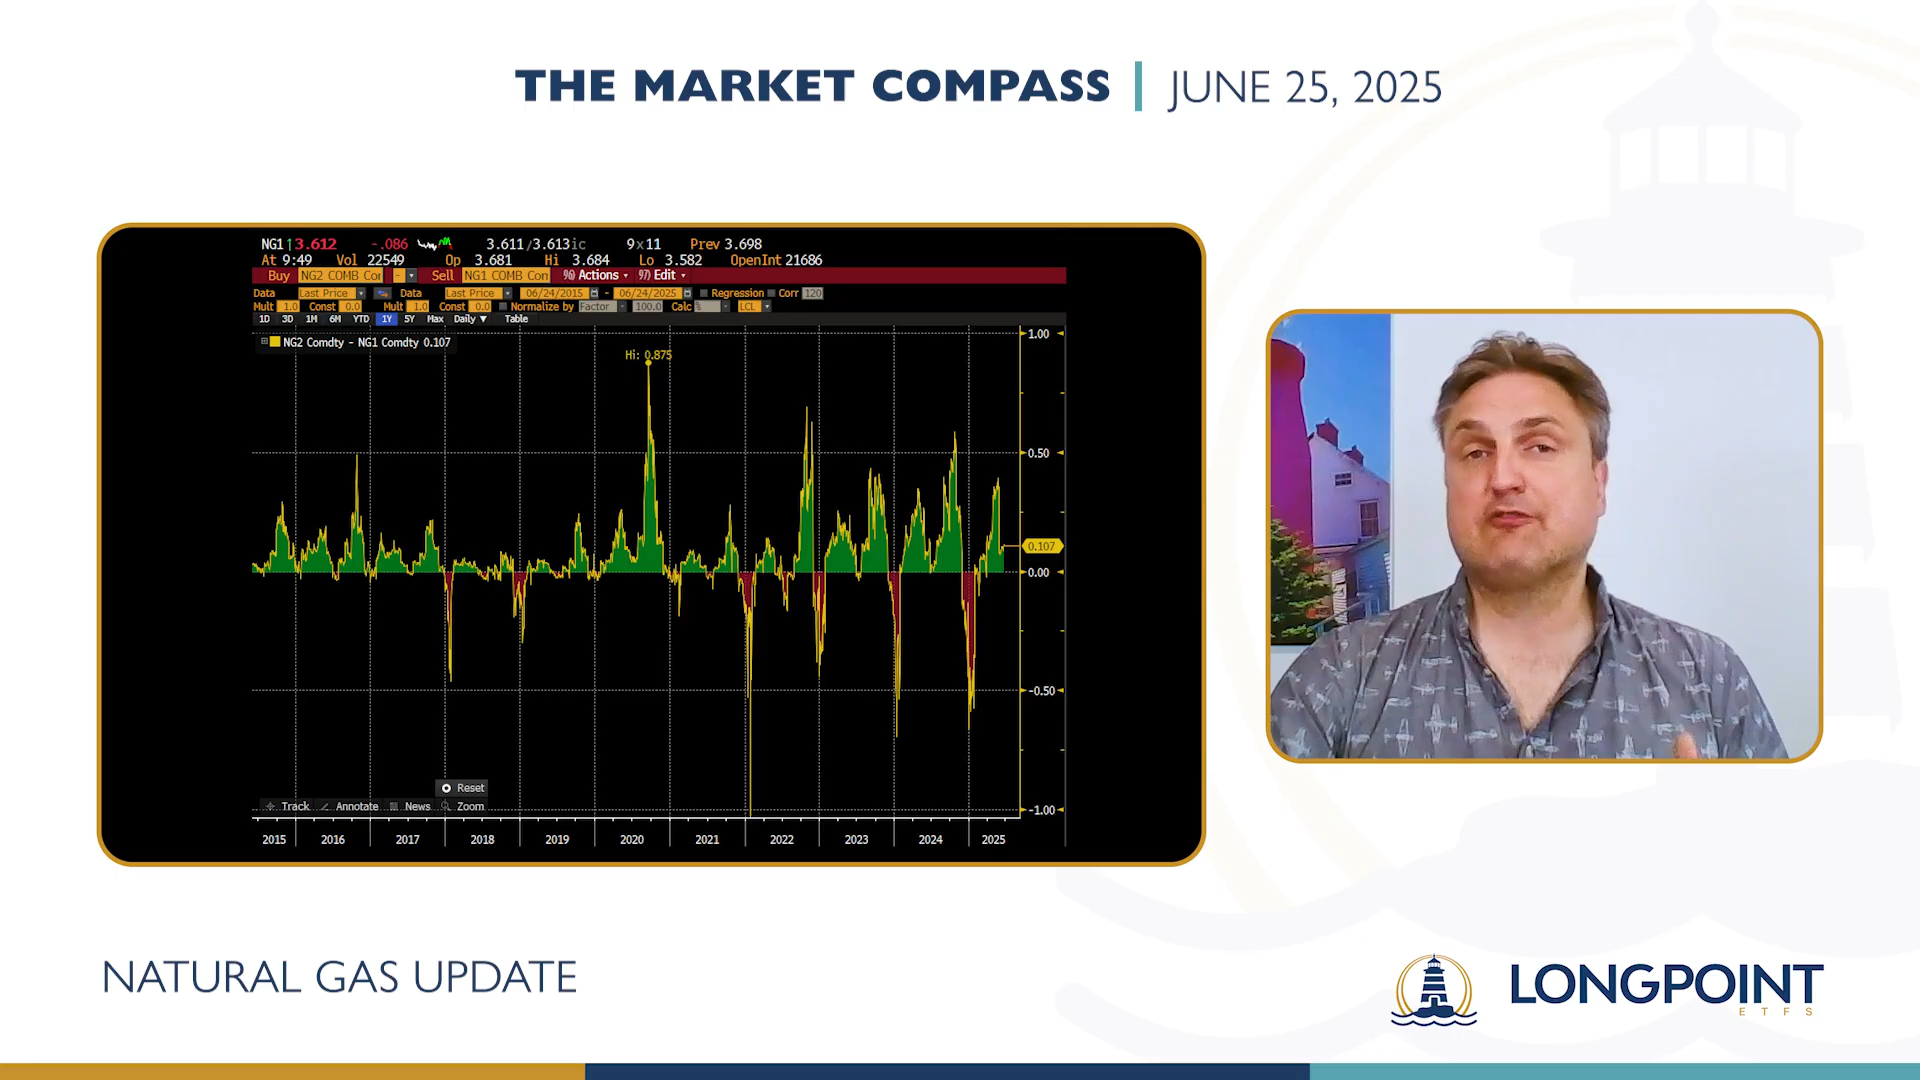 THE MARKET COMPASS | JUNE 25, 2025
NG1 ↑3.612 -.086 3.611/3.613ic 9x11 Prev 3.698
At 9:49 Vol 22549 Op 3.681 Hi 3.684 Lo 3.582 OpenInt 21686
Buy NG2 COMB Cor - Sell NG1 COMB Com 96) Actions 97) Edit
Data Last Price Data Last Price 06/24/2015 - 06/24/2025 Regression Corr 120
Mult 1.0 Const 0.0 Mult 1.0 Const 0.0 Normalize by Factor 100.0 Calc % LCL
1D 3D 1M 6M YTD 1Y 5Y Max Daily ▼ Table
NG2 Comdty - NG1 Comdty 0.107
Hi: 0.875
1.00
0.50
0.107
0.00
-0.50
-1.00
Reset
Track Annotate News Zoom
2015 2016 2017 2018 2019 2020 2021 2022 2023 2024 2025
NATURAL GAS UPDATE
LONGPOINT
ETFS